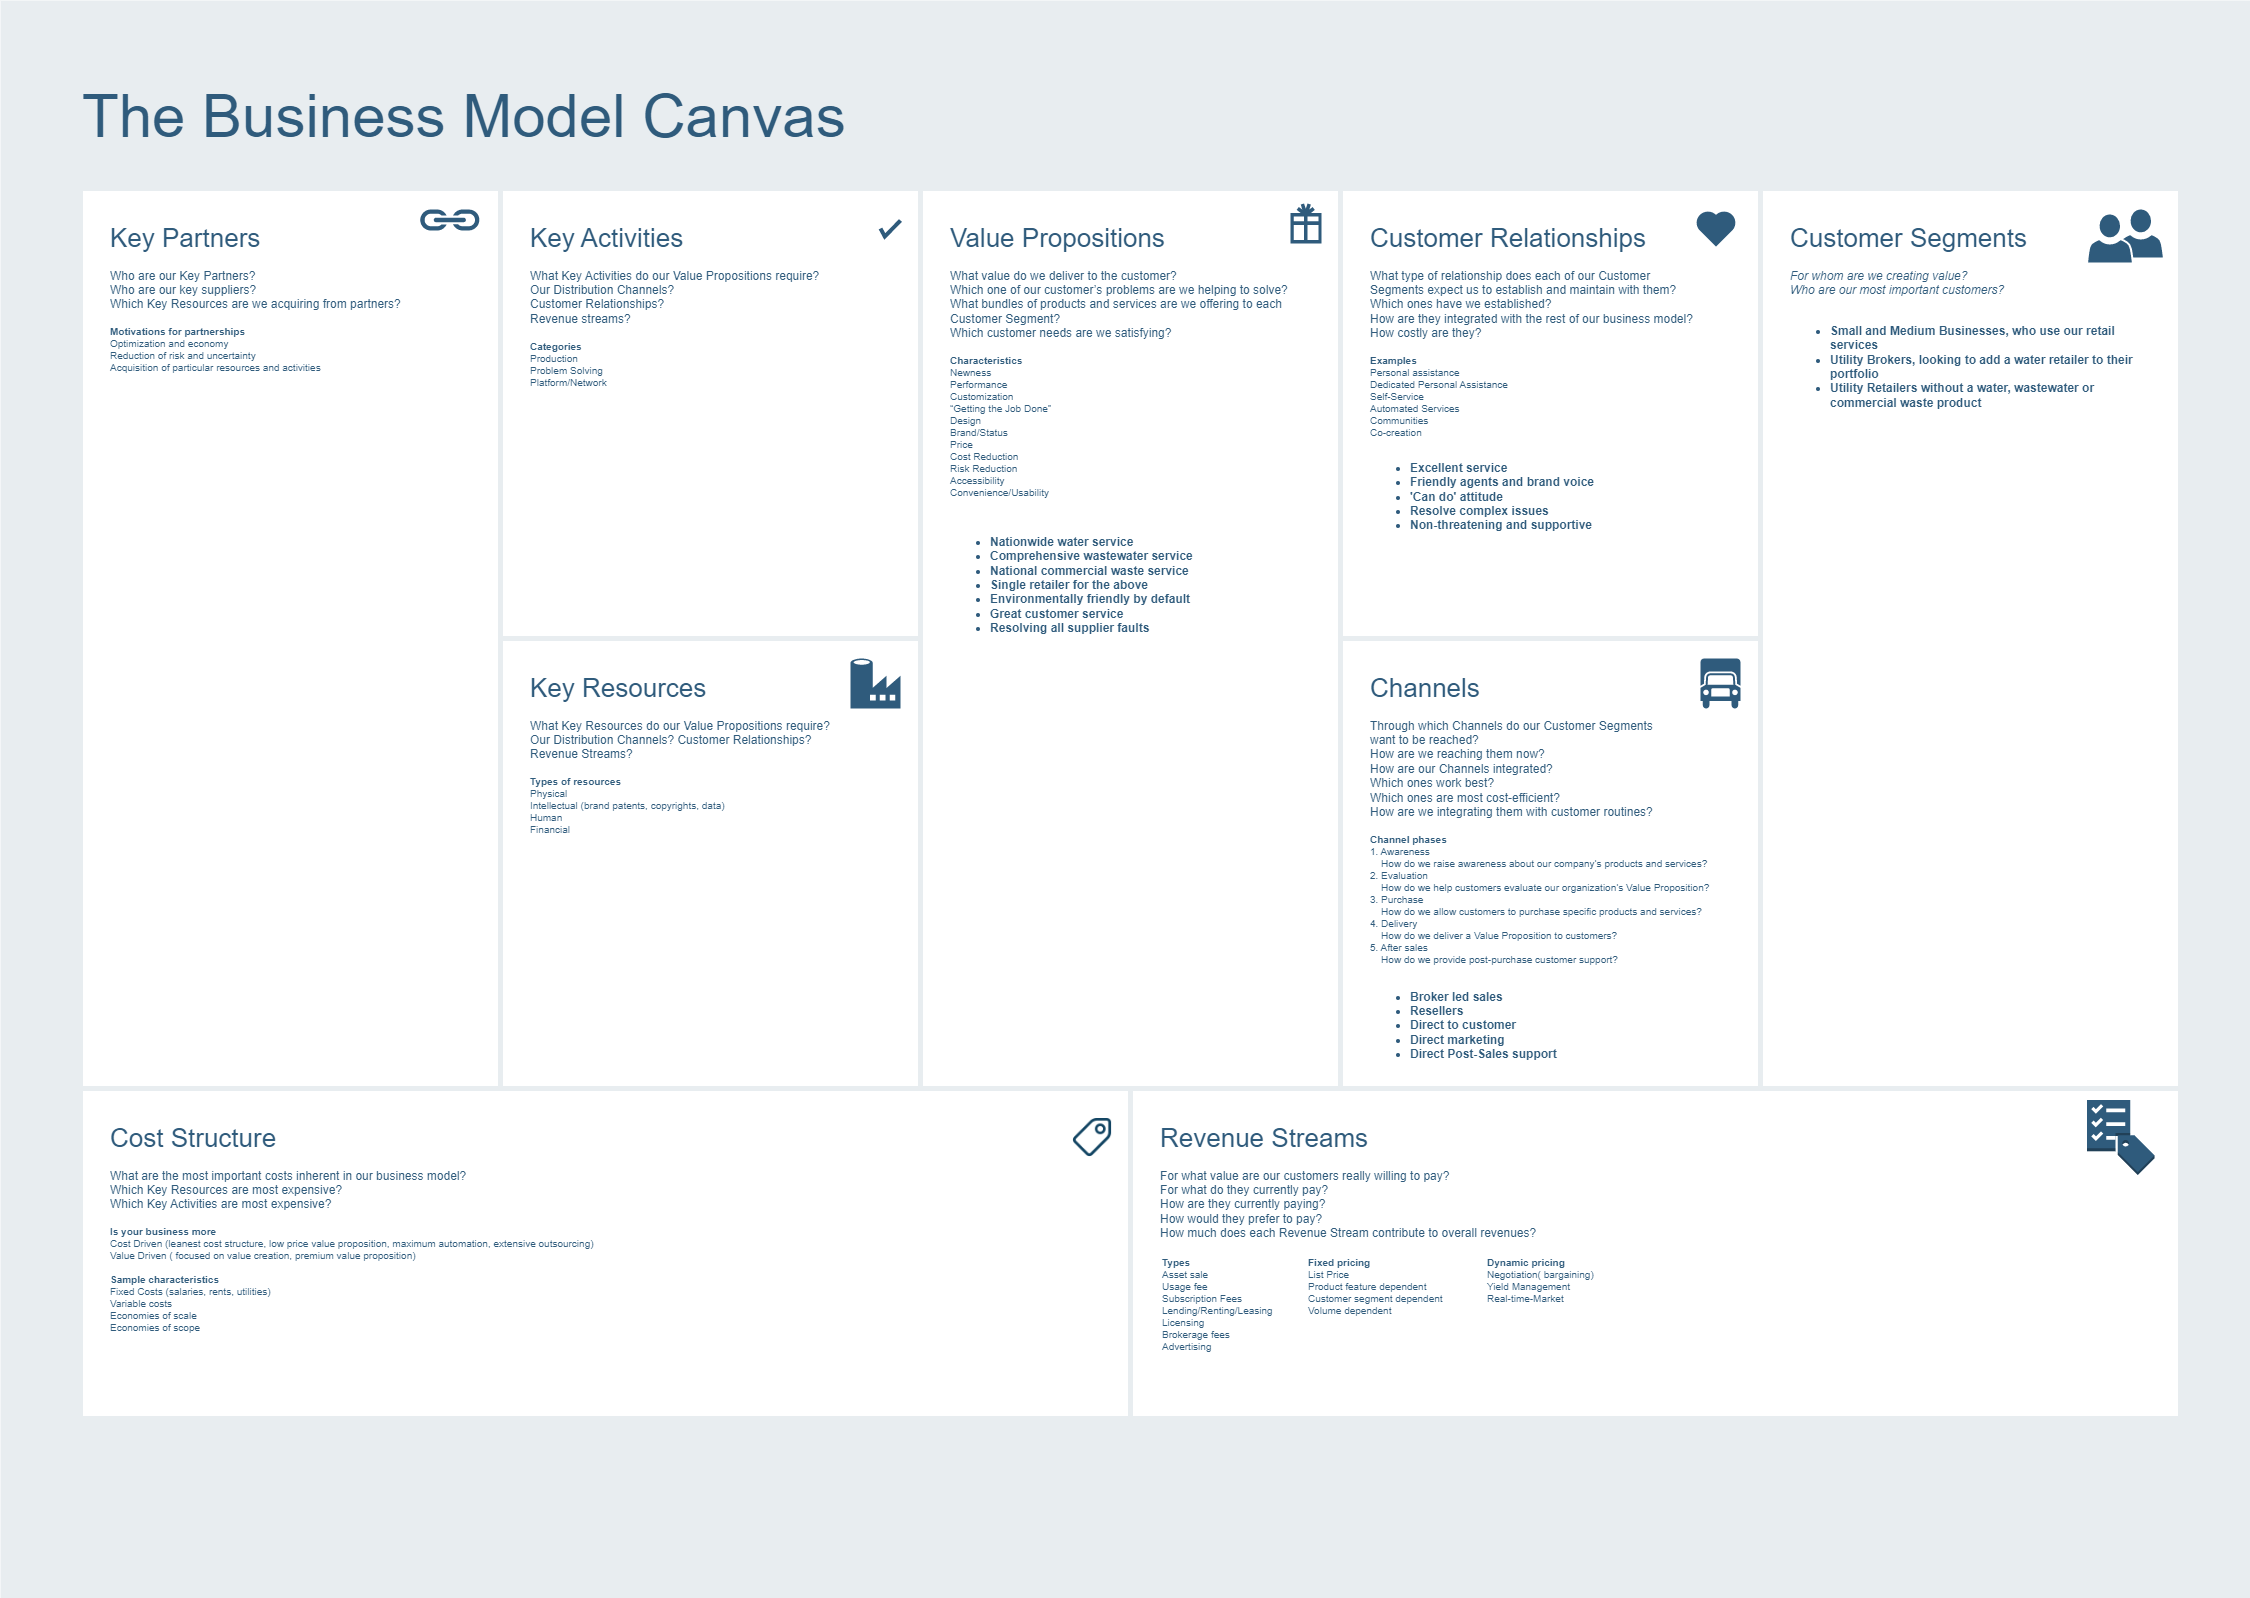 The Business Model Canvas
Key Partners
Who are our Key Partners?
Who are our key suppliers?
Which Key Resources are we acquiring from partners?
Motivations for partnerships
Optimization and economy
Reduction of risk and uncertainty
Acquisition of particular resources and activities
Key Activities
What Key Activities do our Value Propositions require?
Our Distribution Channels?
Customer Relationships?
Revenue streams?
Categories
Production
Problem Solving
Platform/Network
Key Resources
What Key Resources do our Value Propositions require?
Our Distribution Channels? Customer Relationships?
Revenue Streams?
Types of resources
Physical
Intellectual (brand patents, copyrights, data)
Human
Financial
Value Propositions
What value do we deliver to the customer?
Which one of our customer's problems are we helping to solve?
What bundles of products and services are we offering to each
Customer Segment?
Which customer needs are we satisfying?
Characteristics
Newness
Performance
Customization
"Getting the Job Done"
Design
Brand/Status
Price
Cost Reduction
Risk Reduction
Accessibility
Convenience/Usability
• Nationwide water service
• Comprehensive wastewater service
• National commercial waste service
• Single retailer for the above
• Environmentally friendly by default
• Great customer service
• Resolving all supplier faults
Customer Relationships
What type of relationship does each of our Customer
Segments expect us to establish and maintain with them?
Which ones have we established?
How are they integrated with the rest of our business model?
How costly are they?
Examples
Personal assistance
Dedicated Personal Assistance
Self-Service
Automated Services
Communities
Co-creation
• Excellent service
• Friendly agents and brand voice
• 'Can do' attitude
• Resolve complex issues
• Non-threatening and supportive
Channels
Through which Channels do our Customer Segments
want to be reached?
How are we reaching them now?
How are our Channels integrated?
Which ones work best?
Which ones are most cost-efficient?
How are we integrating them with customer routines?
Channel phases
1. Awareness
How do we raise awareness about our company's products and services?
2. Evaluation
How do we help customers evaluate our organization's Value Proposition?
3. Purchase
How do we allow customers to purchase specific products and services?
4. Delivery
How do we deliver a Value Proposition to customers?
5. After sales
How do we provide post-purchase customer support?
• Broker led sales
• Resellers
• Direct to customer
• Direct marketing
• Direct Post-Sales support
Customer Segments
For whom are we creating value?
Who are our most important customers?
• Small and Medium Businesses, who use our retail
services
• Utility Brokers, looking to add a water retailer to their
portfolio
• Utility Retailers without a water, wastewater or
commercial waste product
Cost Structure
What are the most important costs inherent in our business model?
Which Key Resources are most expensive?
Which Key Activities are most expensive?
Is your business more
Cost Driven (leanest cost structure, low price value proposition, maximum automation, extensive outsourcing)
Value Driven ( focused on value creation, premium value proposition)
Sample characteristics
Fixed Costs (salaries, rents, utilities)
Variable costs
Economies of scale
Economies of scope
Revenue Streams
For what value are our customers really willing to pay?
For what do they currently pay?
How are they currently paying?
How would they prefer to pay?
How much does each Revenue Stream contribute to overall revenues?
Types
Asset sale
Usage fee
Subscription Fees
Lending/Renting/Leasing
Licensing
Brokerage fees
Advertising
Fixed pricing
List Price
Product feature dependent
Customer segment dependent
Volume dependent
Dynamic pricing
Negotiation( bargaining)
Yield Management
Real-time-Market